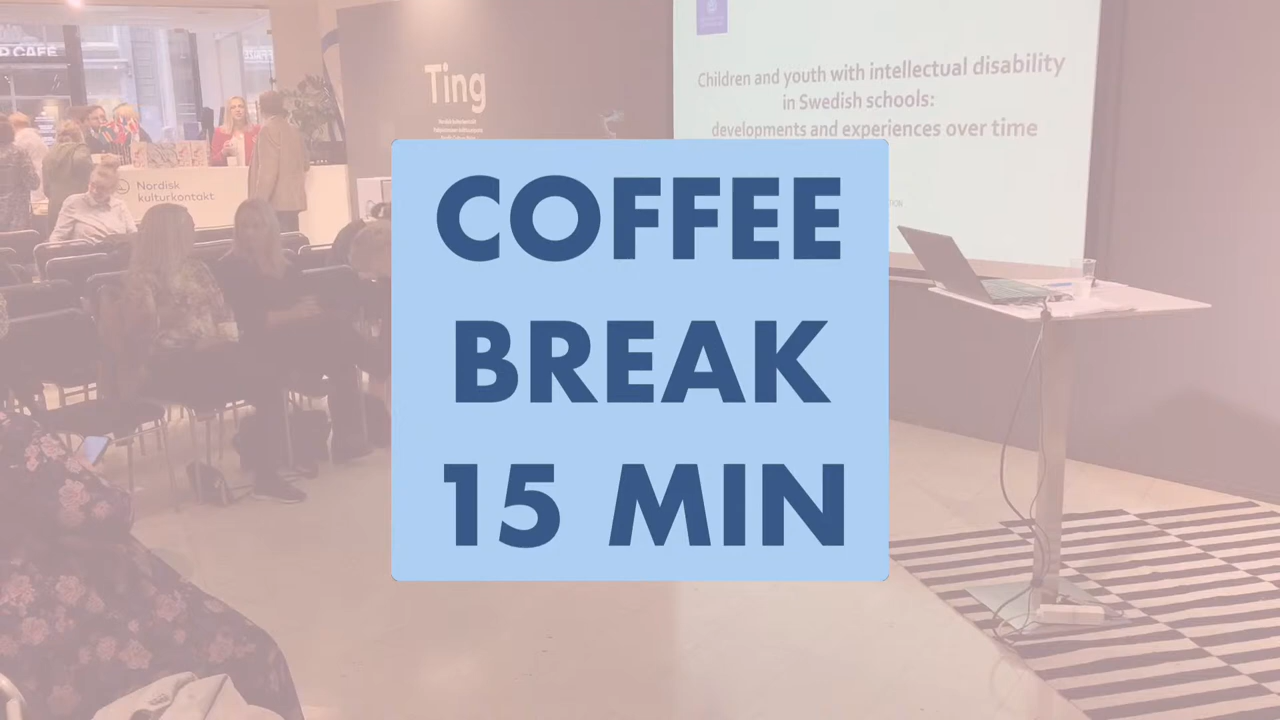 P CAFE
Ting
Nordisk
kulturkontakt
Children and youth with intellectual disability
in Swedish schools:
developments and experiences over time
COFFEE
BREAK
15 MIN